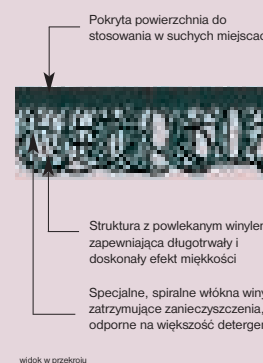 Pokryta powierzchnia do
stosowania w suchych
Struktura z powlekanym
zapewniająca długotrwały i
doskonały efekt miękkości
Specjalne, spiralne włókna
zatrzymujące zanieczyszczenia,
odporne na większość
widok w przekroju